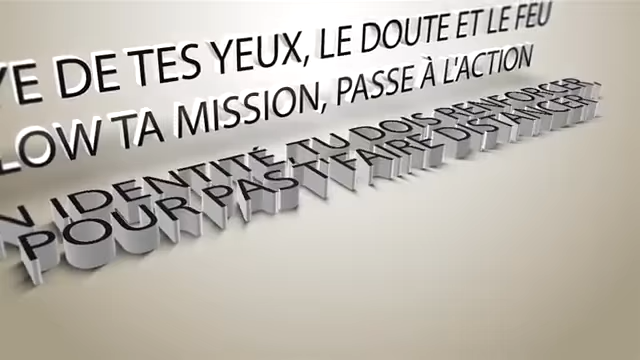 YE DE TES YEUX, LE DOUTE ET LE FEU
LOW TA MISSION, PASSE À L'ACTION
N IDENTITÉ TU DOIS RENFORCER,
POUR PAS T'FAIRE DISTANCER